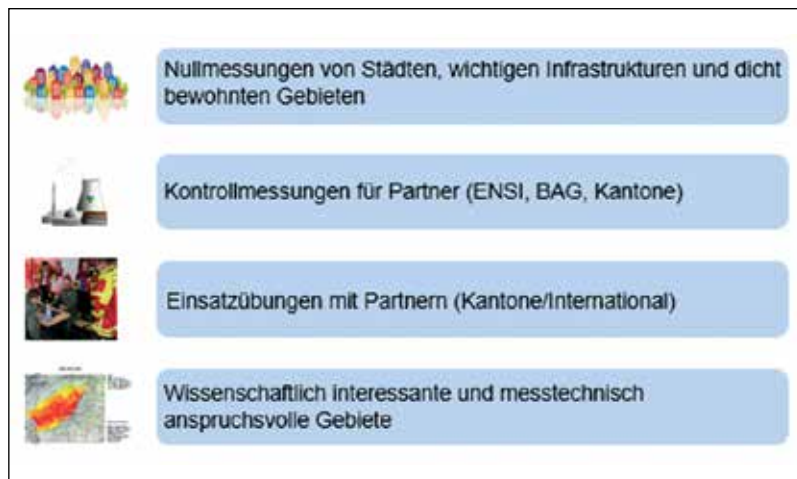 Nullmessungen von Städten, wichtigen Infrastrukturen und dicht
bewohnten Gebieten
Kontrollmessungen für Partner (ENSI, BAG, Kantone)
Einsatzübungen mit Partnern (Kantone/International)
Wissenschaftlich interessante und messtechnisch
anspruchsvolle Gebiete